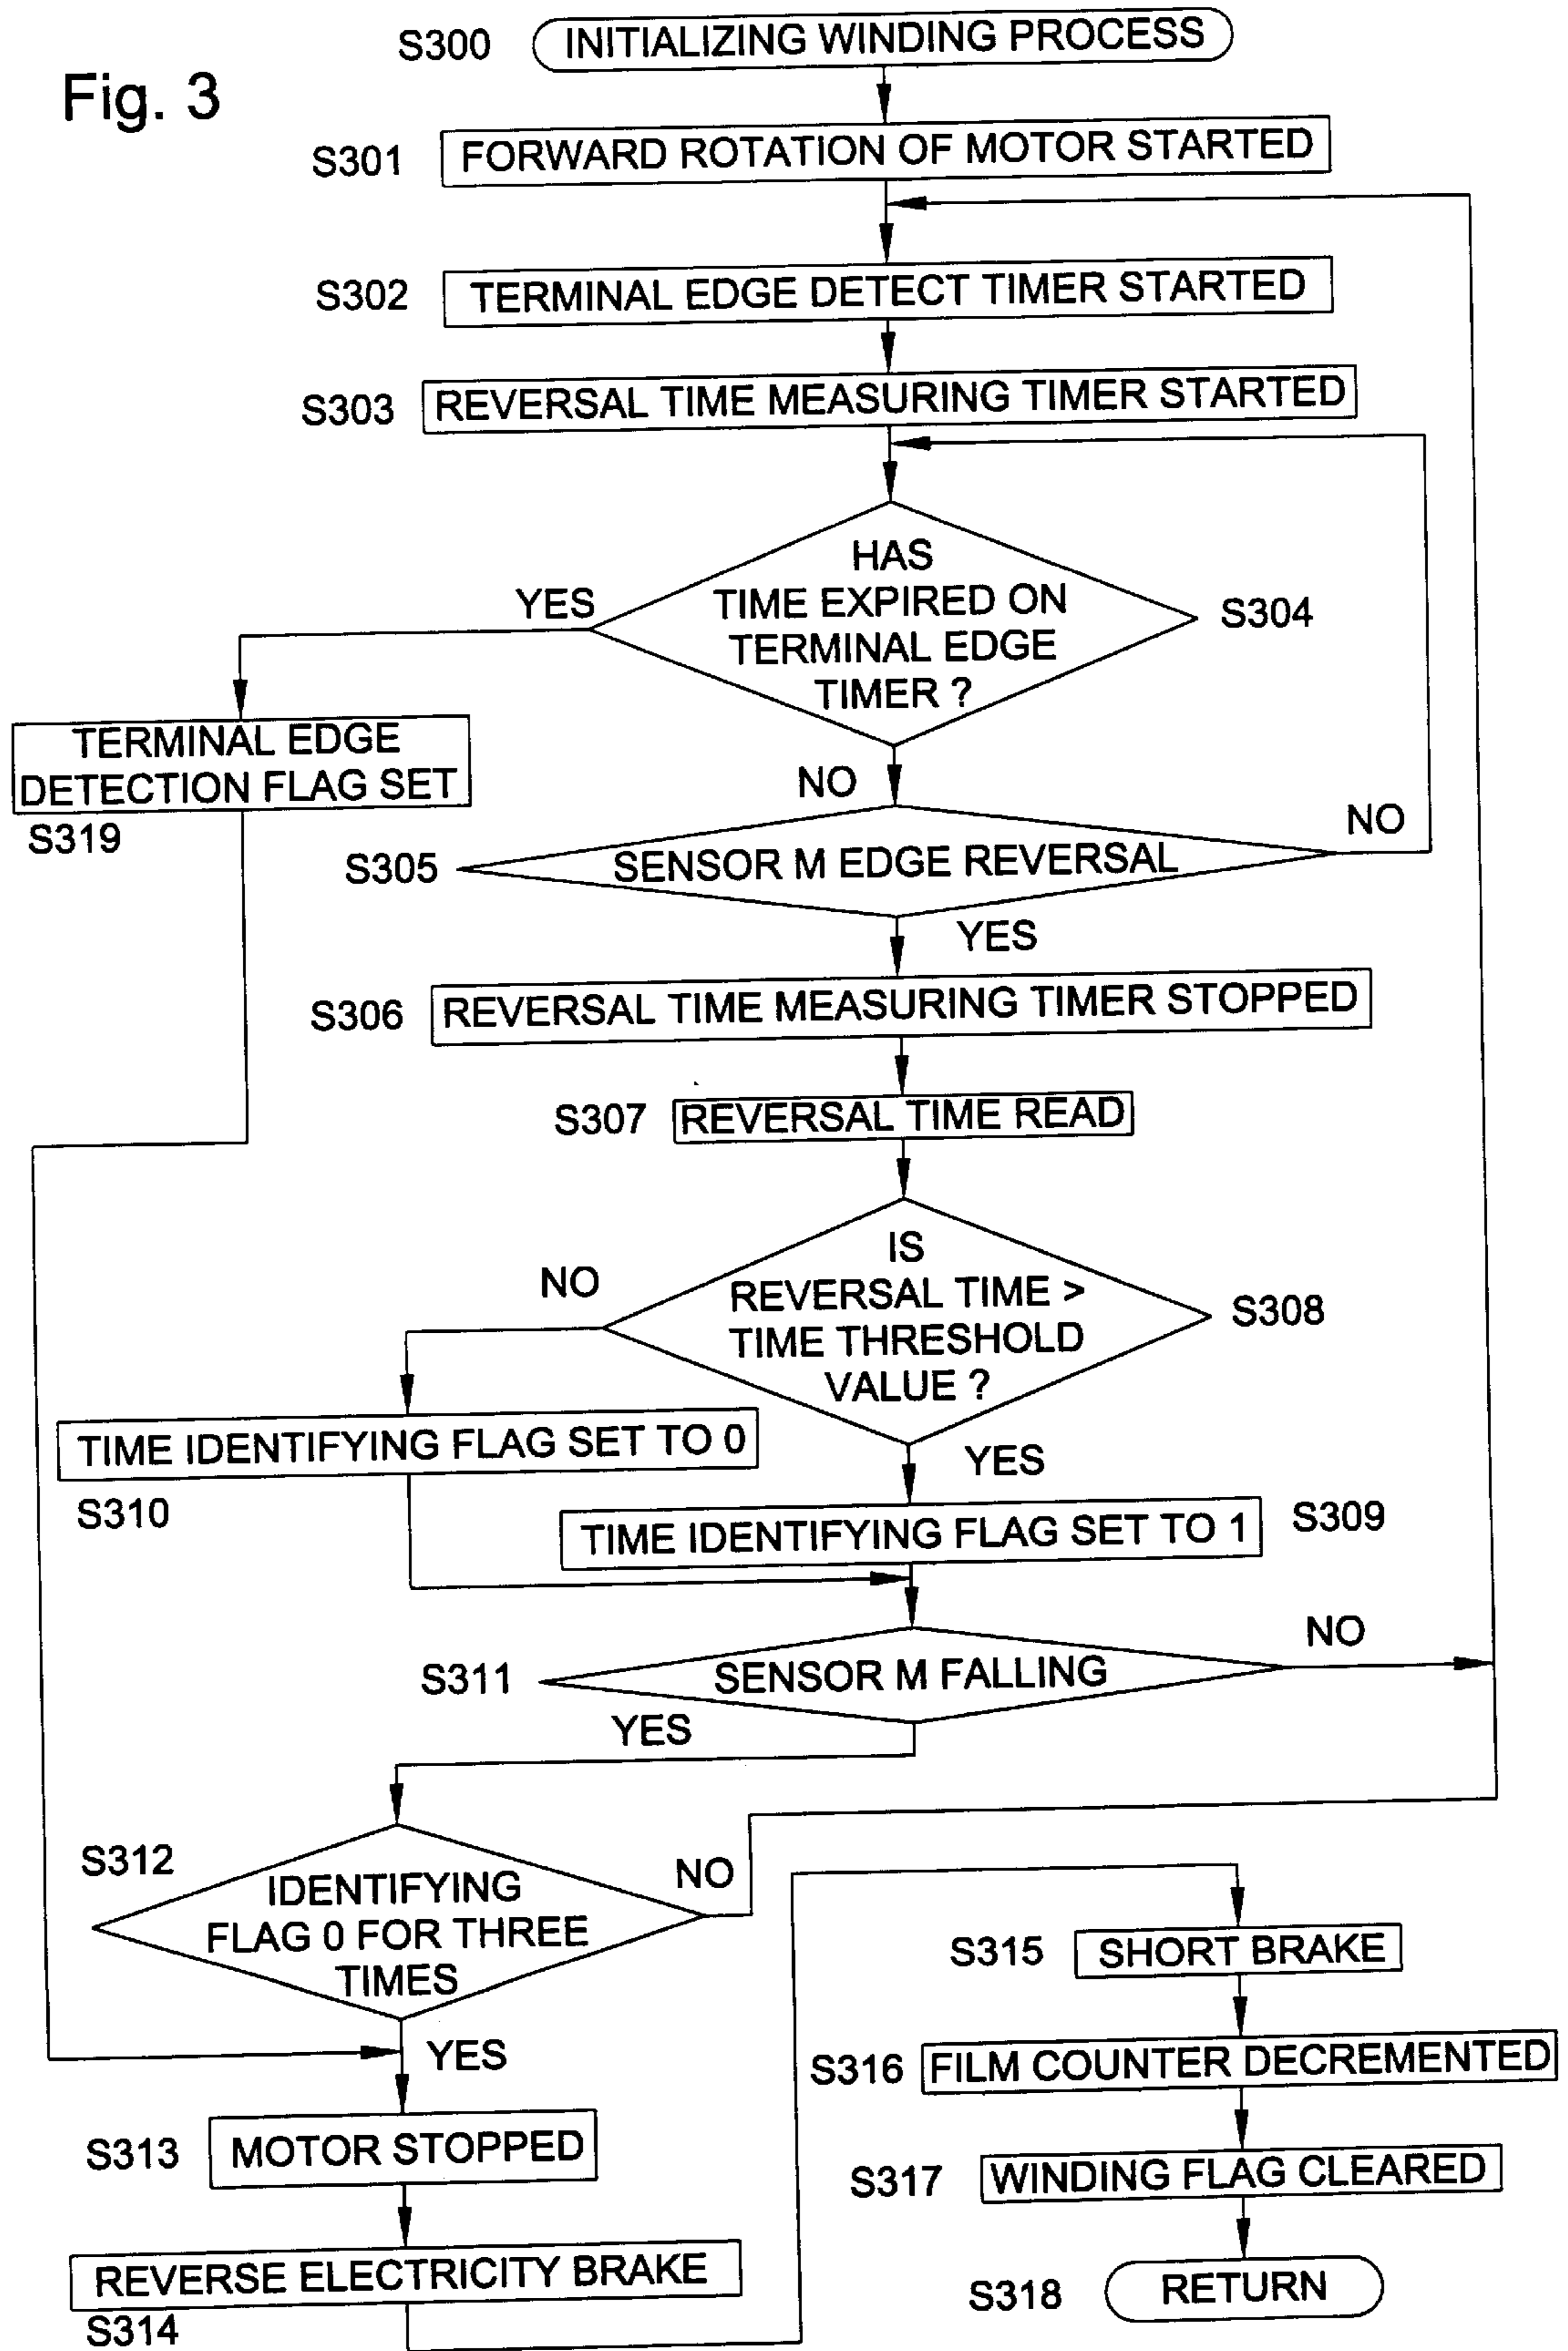 Fig. 3
S300
INITIALIZING WINDING PROCESS
S301
FORWARD ROTATION OF MOTOR STARTED
S302
TERMINAL EDGE DETECT TIMER STARTED
S303
REVERSAL TIME MEASURING TIMER STARTED
HAS
TIME EXPIRED ON
TERMINAL EDGE
TIMER ?
S304
YES
NO
TERMINAL EDGE
DETECTION FLAG SET
S319
S305
SENSOR M EDGE REVERSAL
NO
YES
S306
REVERSAL TIME MEASURING TIMER STOPPED
S307
REVERSAL TIME READ
IS
REVERSAL TIME >
TIME THRESHOLD
VALUE ?
S308
NO
YES
TIME IDENTIFYING FLAG SET TO 0
S310
TIME IDENTIFYING FLAG SET TO 1
S309
S311
SENSOR M FALLING
NO
YES
S312
IDENTIFYING
FLAG 0 FOR THREE
TIMES
NO
YES
S313
MOTOR STOPPED
REVERSE ELECTRICITY BRAKE
S314
S315
SHORT BRAKE
S316
FILM COUNTER DECREMENTED
S317
WINDING FLAG CLEARED
S318
RETURN